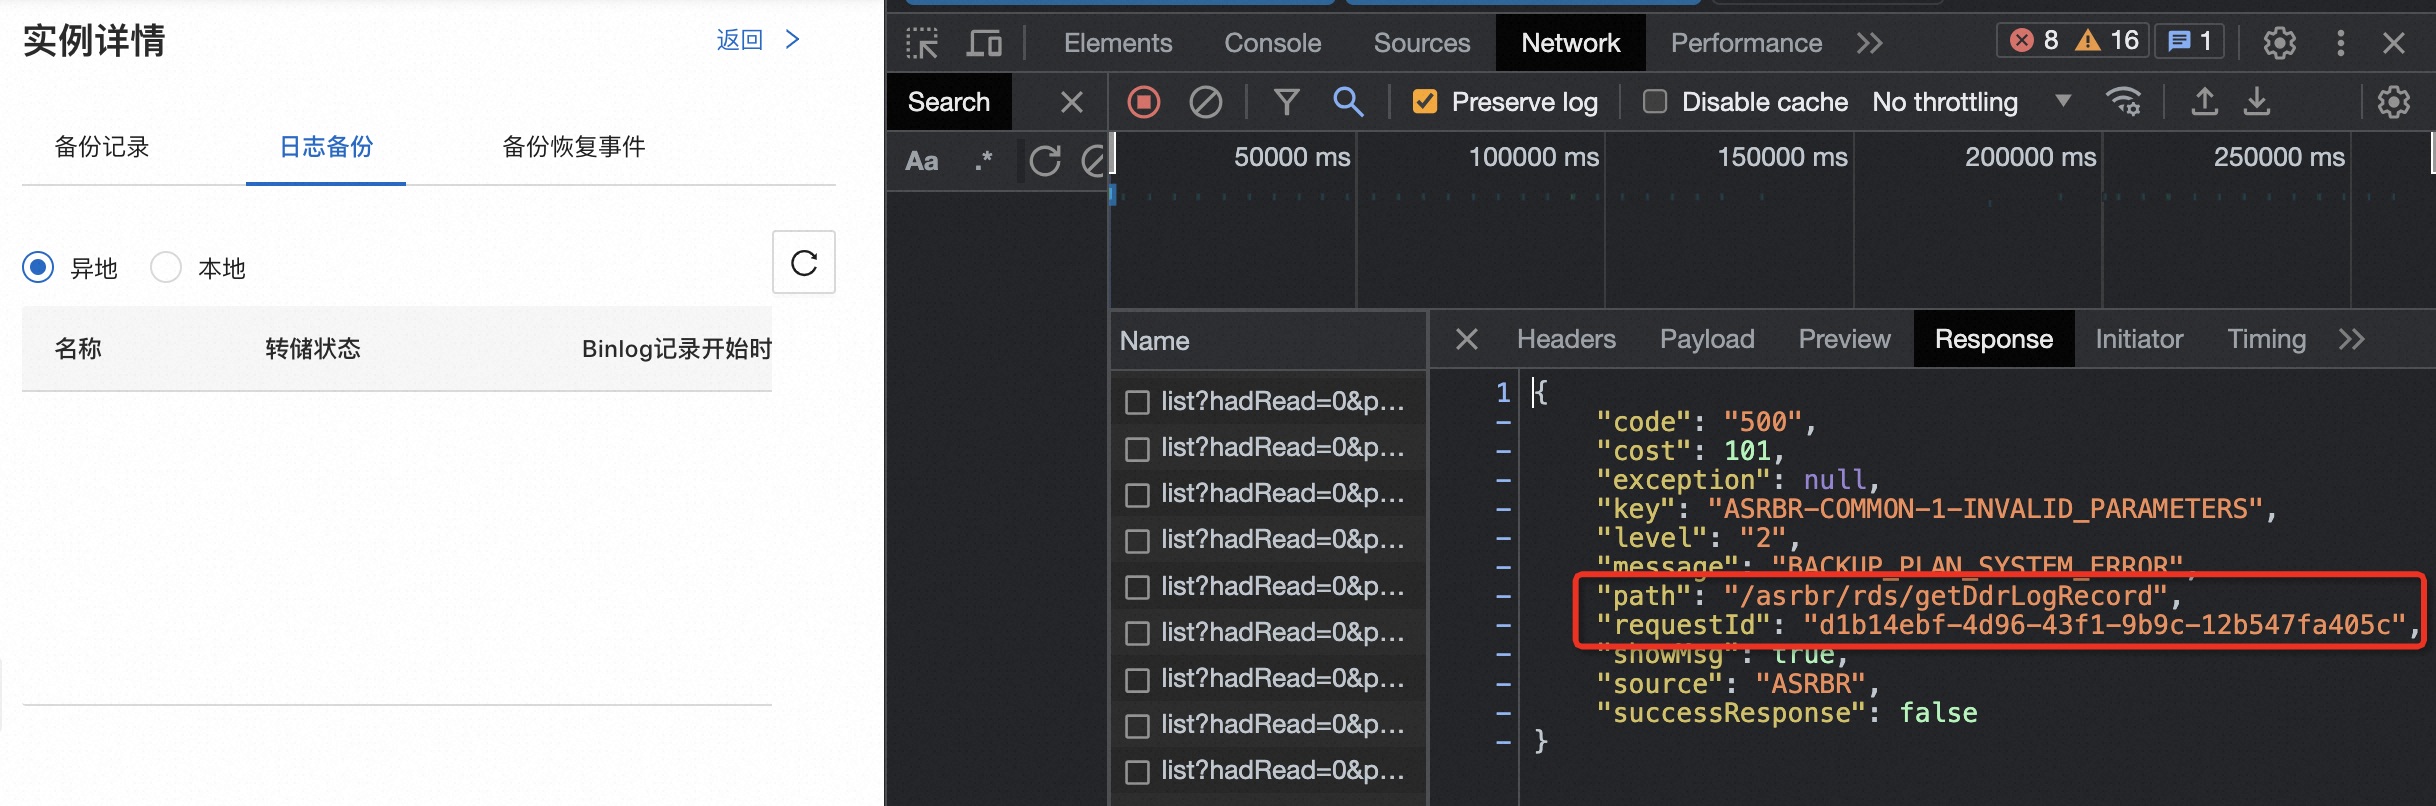 实例详情
返回
备份记录
日志备份
备份恢复事件
异地
本地
名称
转储状态
Binlog记录开始时
Elements
Console
Sources
Network
Performance
8
16
1
Search
Preserve log
Disable cache
No throttling
Aa
.*
50000 ms
100000 ms
150000 ms
200000 ms
250000 ms
Name
Headers
Payload
Preview
Response
Initiator
Timing
list?hadRead=0&p...
list?hadRead=0&p...
list?hadRead=0&p...
list?hadRead=0&p...
list?hadRead=0&p...
list?hadRead=0&p...
list?hadRead=0&p...
list?hadRead=0&p...
list?hadRead=0&p...
1 {
- "code": "500",
- "cost": 101,
- "exception": null,
- "key": "ASRBR-COMMON-1-INVALID_PARAMETERS",
- "level": "2",
- "message": "BACKUP_PLAN_SYSTEM_ERROR",
- "path": "/asrbr/rds/getDdrLogRecord",
- "requestId": "d1b14ebf-4d96-43f1-9b9c-12b547fa405c",
- "showMsg": true,
- "source": "ASRBR",
- "successResponse": false
- }